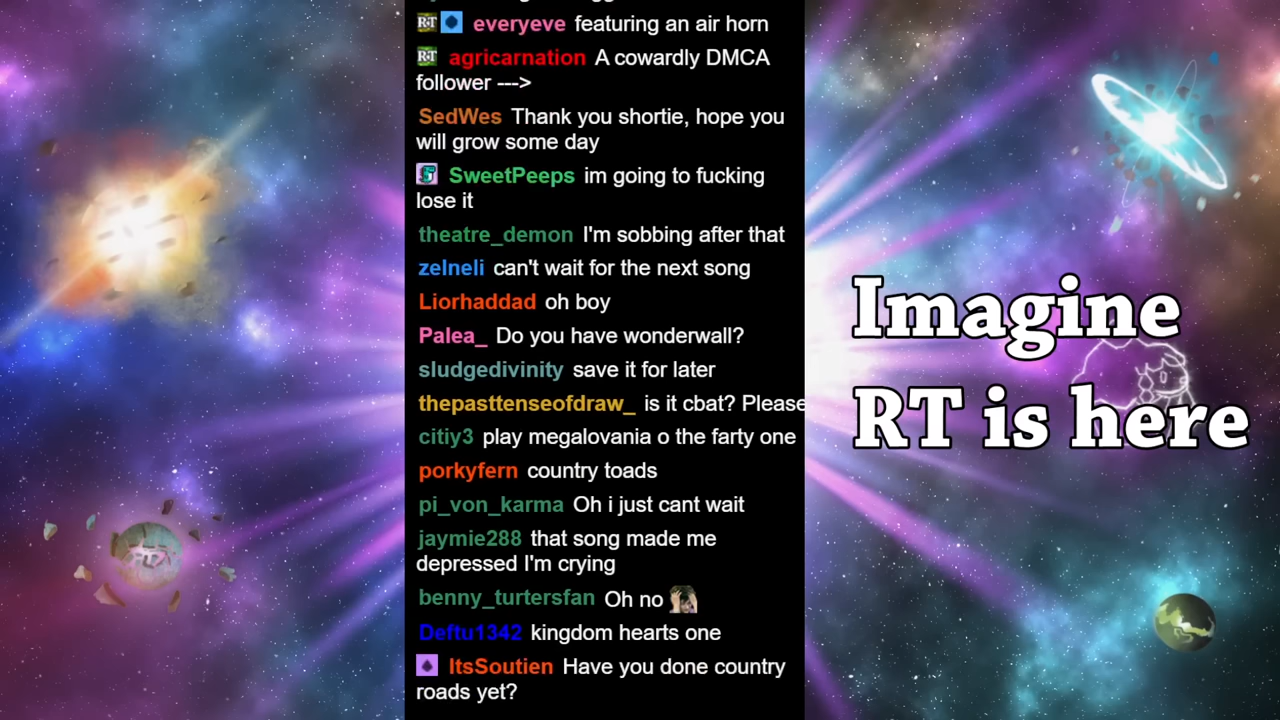 everyeve featuring an air horn
agricarnation A cowardly DMCA
follower --->
SedWes Thank you shortie, hope you
will grow some day
SweetPeeps im going to fucking
lose it
theatre_demon I'm sobbing after that
zelneli can't wait for the next song
Liorhaddad oh boy
Palea_ Do you have wonderwall?
sludgedivinity save it for later
thepasttenseofdraw_ is it cbat? Please
citiy3 play megalovania o the farty one
porkyfern country toads
pi_von_karma Oh i just cant wait
jaymie288 that song made me
depressed I'm crying
benny_turtersfan Oh no
Deftu1342 kingdom hearts one
ItsSoutien Have you done country
roads yet?
Imagine
RT is here